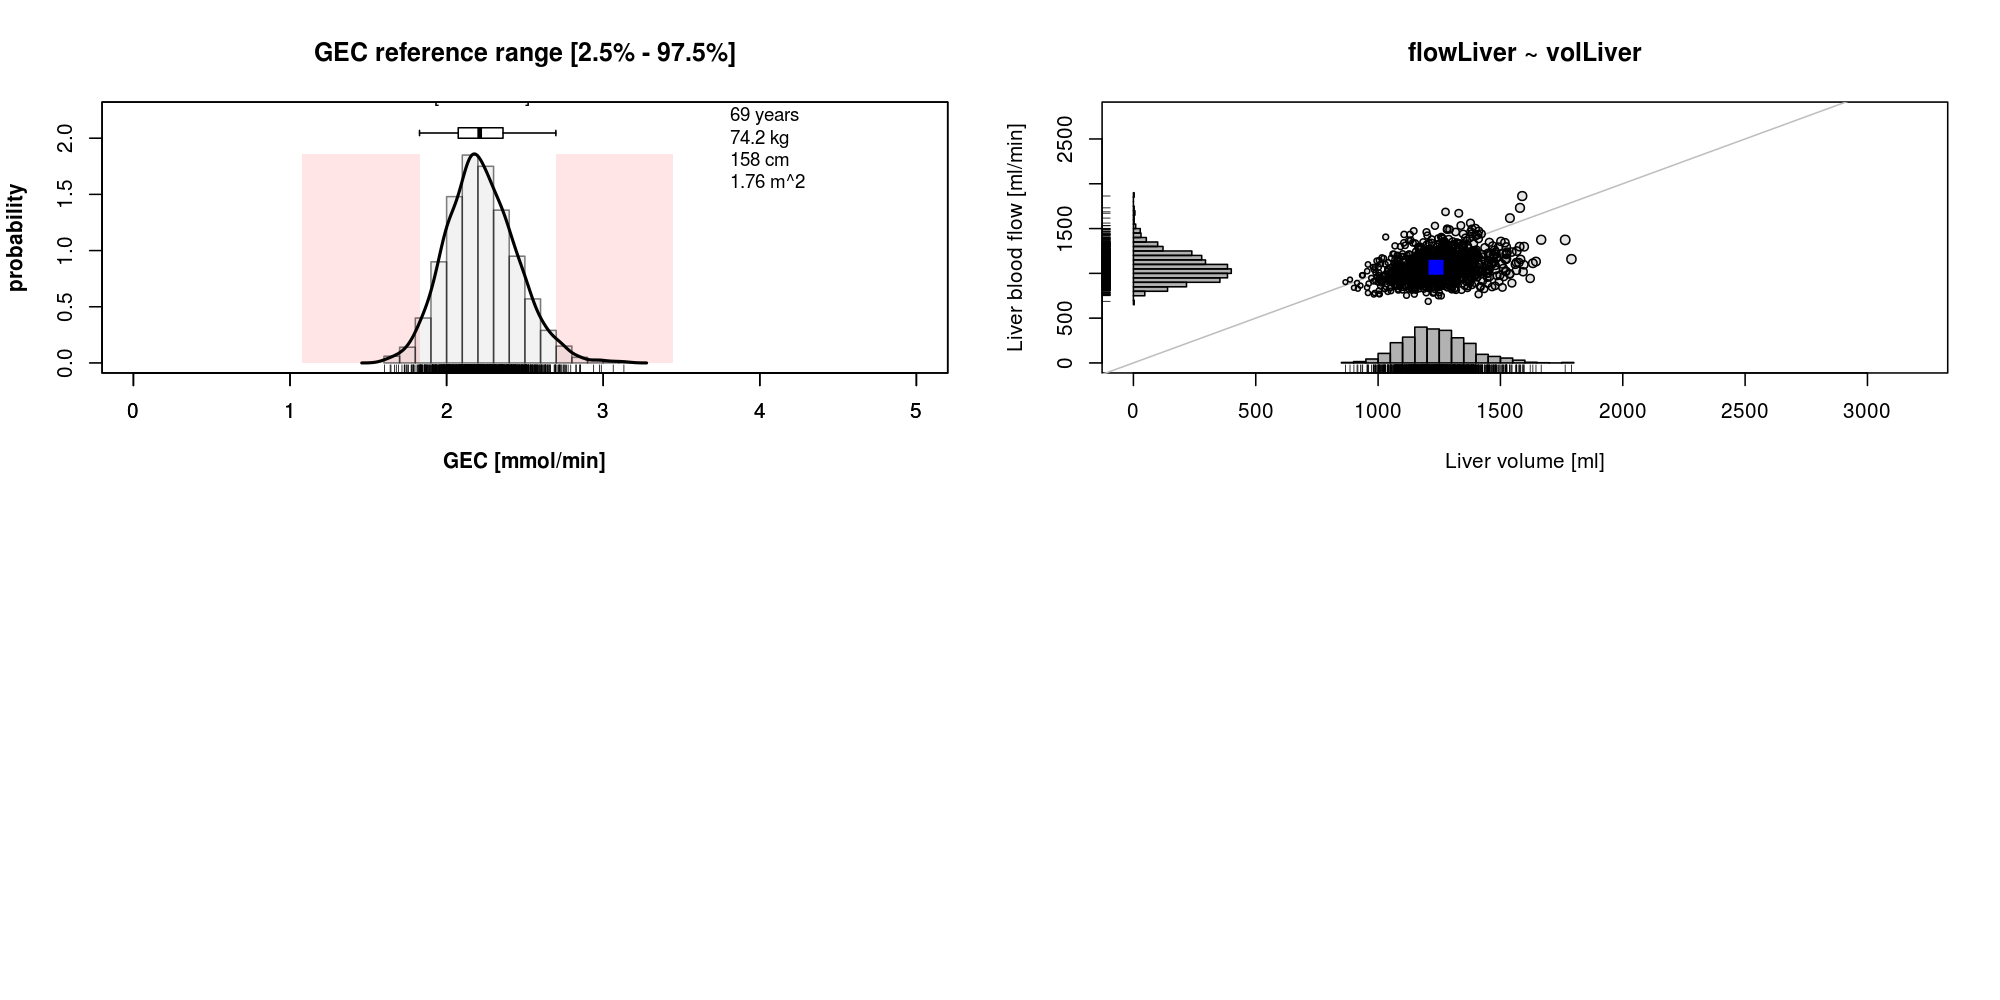 GEC reference range [2.5% - 97.5%]
69 years
74.2 kg
158 cm
1.76 m^2
probability
0.0 0.5 1.0 1.5 2.0
0 1 2 3 4 5
GEC [mmol/min]
flowLiver ~ volLiver
Liver blood flow [ml/min]
0 500 1500 2500
0 500 1000 1500 2000 2500 3000
Liver volume [ml]